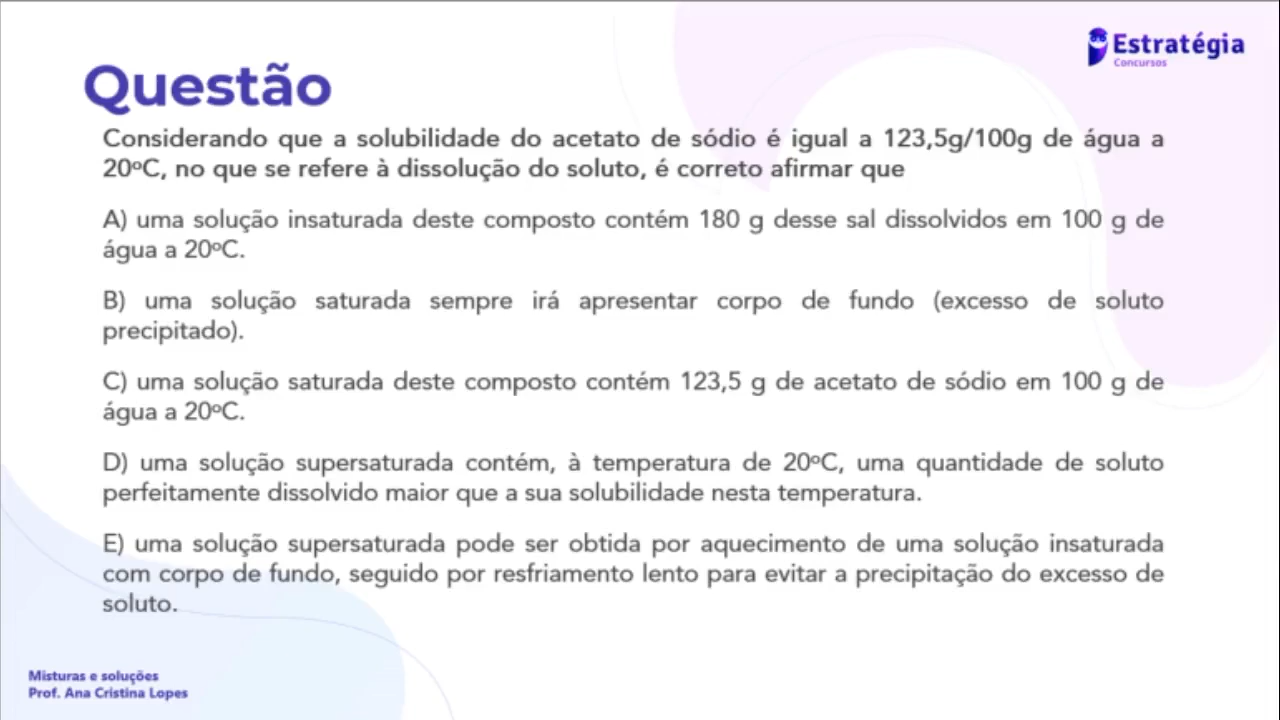 Estratégia
Concursos
Questão
Considerando que a solubilidade do acetato de sódio é igual a 123,5g/100g de água a
20ºC, no que se refere à dissolução do soluto, é correto afirmar que
A) uma solução insaturada deste composto contém 180 g desse sal dissolvidos em 100 g de
água a 20ºC.
B) uma solução saturada sempre irá apresentar corpo de fundo (excesso de soluto
precipitado).
C) uma solução saturada deste composto contém 123,5 g de acetato de sódio em 100 g de
água a 20ºC.
D) uma solução supersaturada contém, à temperatura de 20ºC, uma quantidade de soluto
perfeitamente dissolvido maior que a sua solubilidade nesta temperatura.
E) uma solução supersaturada pode ser obtida por aquecimento de uma solução insaturada
com corpo de fundo, seguido por resfriamento lento para evitar a precipitação do excesso de
soluto.
Misturas e soluções
Prof. Ana Cristina Lopes